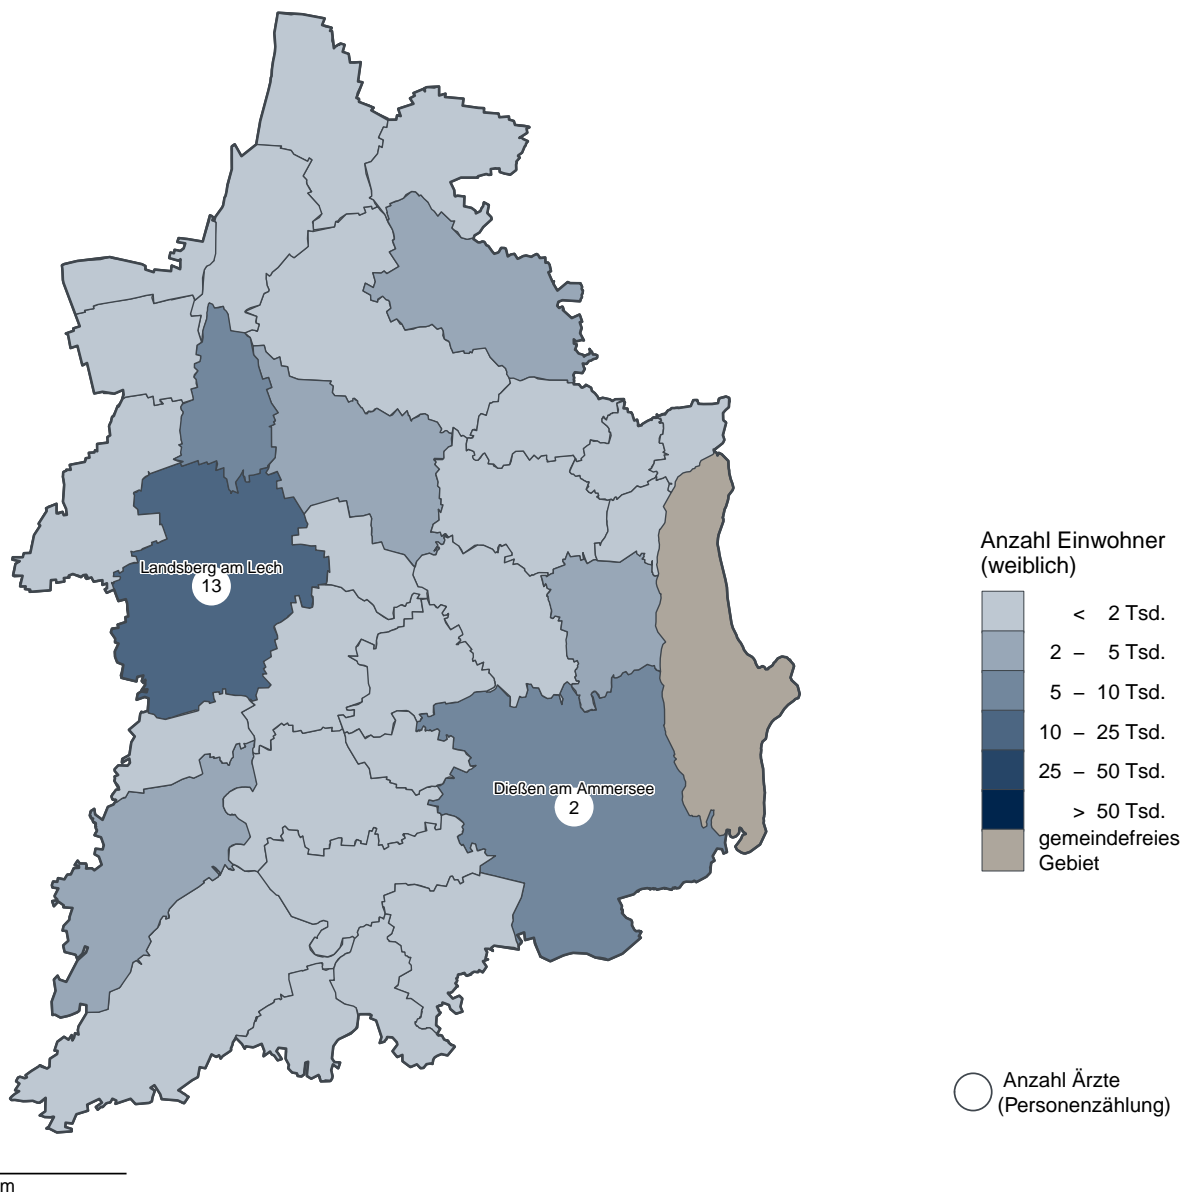 Landsberg am Lech
13
Dießen am Ammersee
2
Anzahl Einwohner
(weiblich)
< 2 Tsd.
2 – 5 Tsd.
5 – 10 Tsd.
10 – 25 Tsd.
25 – 50 Tsd.
> 50 Tsd.
gemeindefreies
Gebiet
Anzahl Ärzte
(Personenzählung)
m